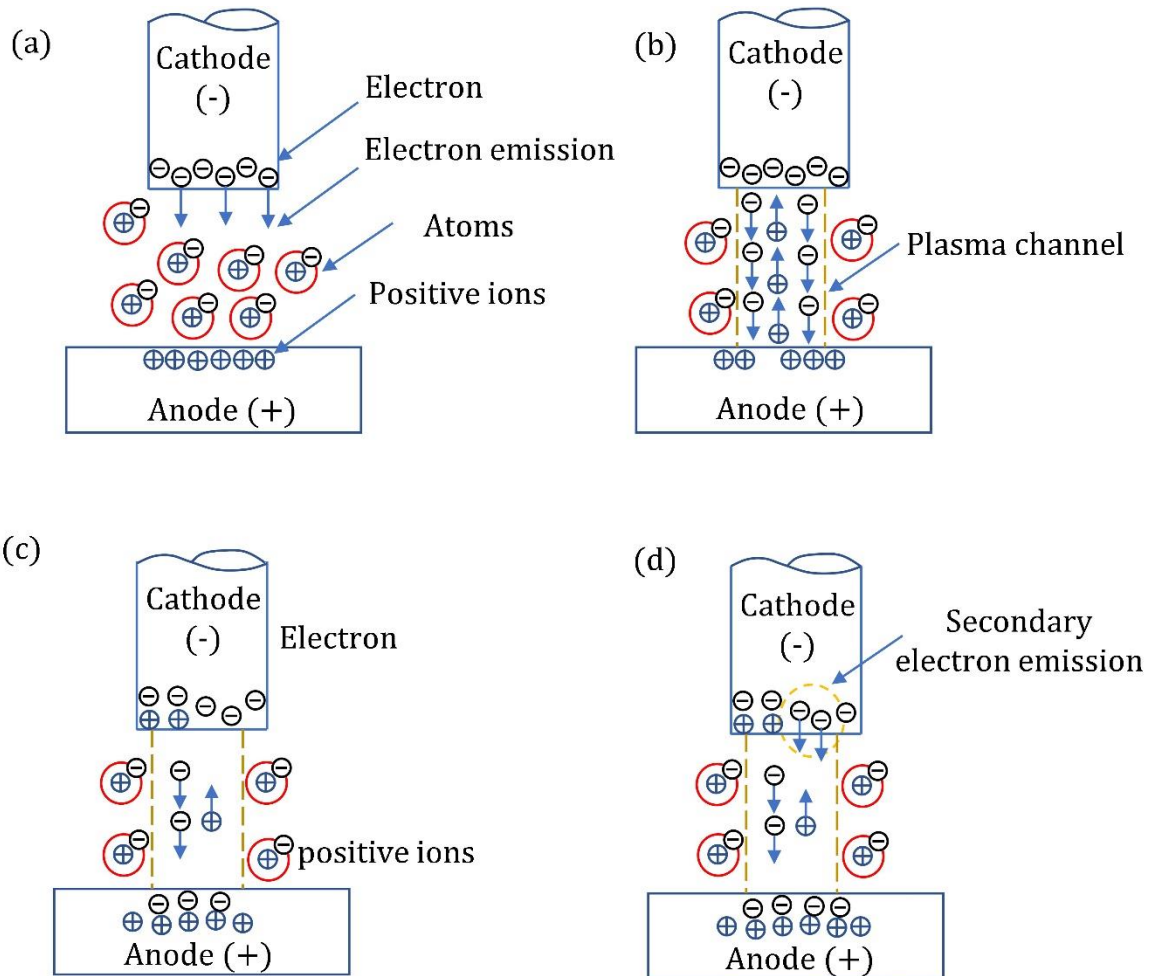 (a)
Cathode
(-)
Electron
Electron emission
Atoms
Positive ions
Anode (+)
(b)
Cathode
(-)
Plasma channel
Anode (+)
(c)
Cathode
(-)
Electron
positive ions
Anode (+)
(d)
Cathode
(-)
Secondary
electron emission
Anode (+)